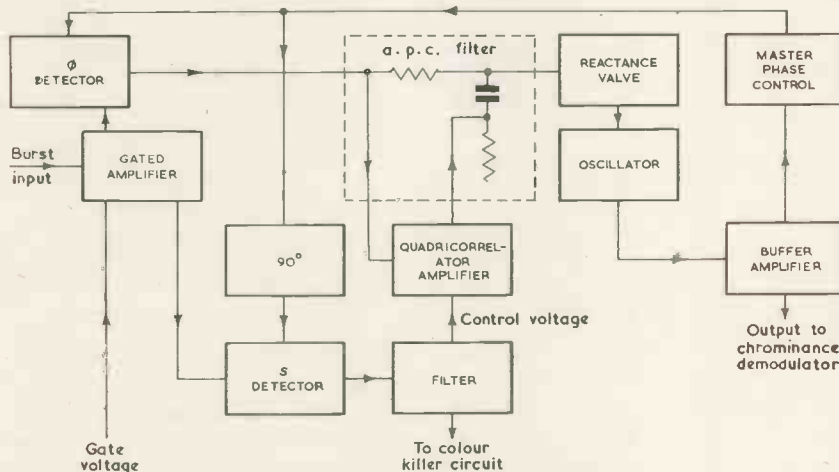 a.p.c. filter
Φ
DETECTOR
REACTANCE
VALVE
MASTER
PHASE
CONTROL
Burst
input
GATED
AMPLIFIER
OSCILLATOR
90°
QUADRICORREL-
ATOR
AMPLIFIER
BUFFER
AMPLIFIER
Control voltage
Output to
chrominance
demodulator
S
DETECTOR
FILTER
Gate
voltage
To colour
killer circuit